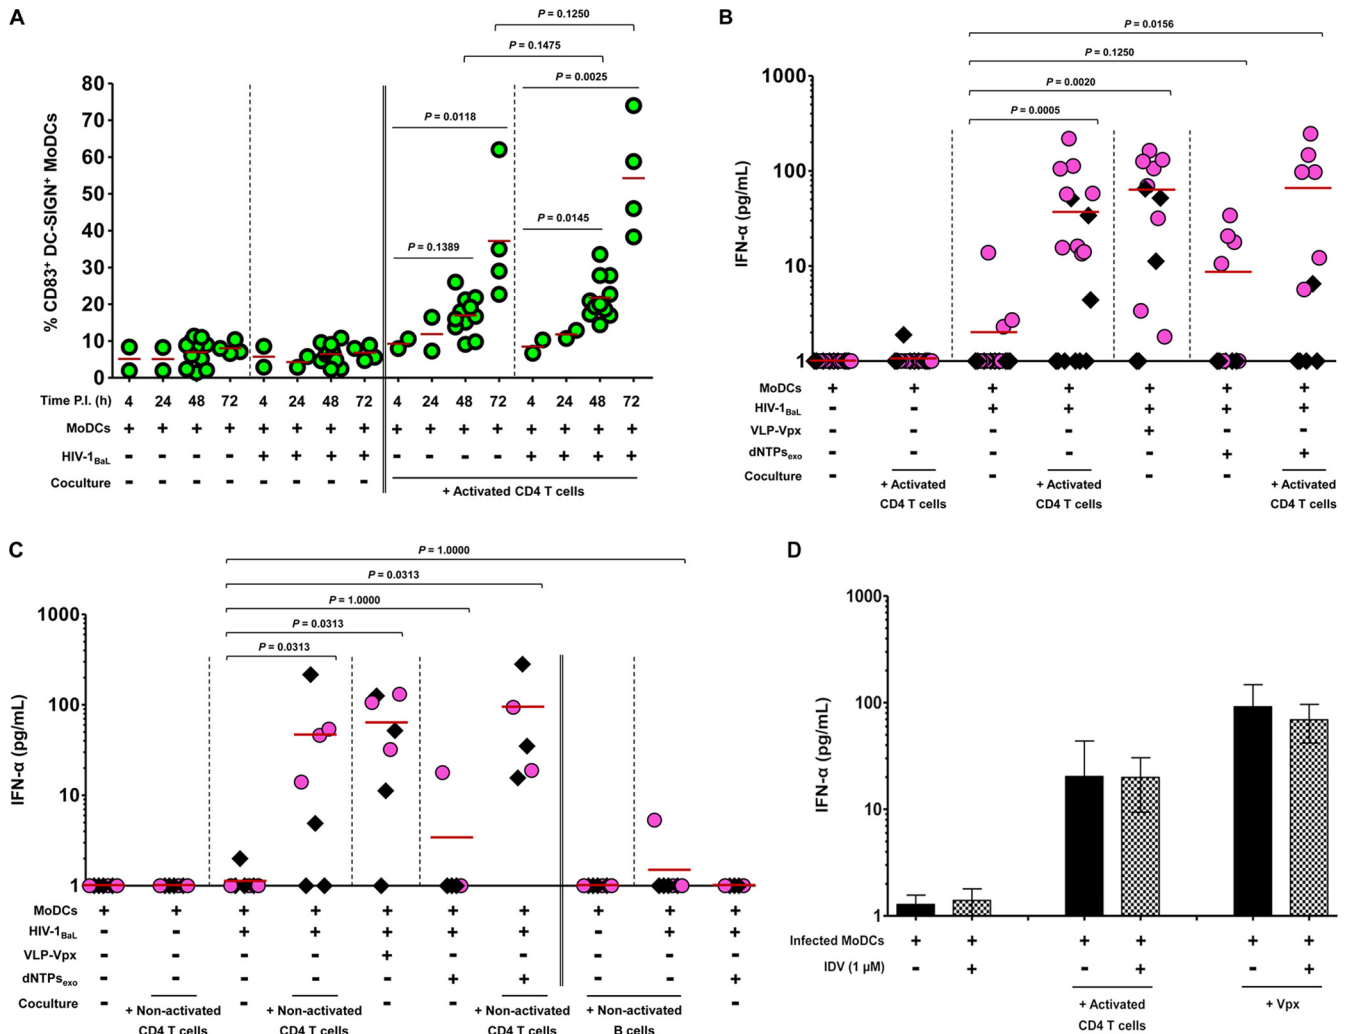 A
P = 0.1250
P = 0.1475
P = 0.0025
P = 0.0118
P = 0.0145
P = 0.1389
% CD83+ DC-SIGN+ MoDCs
80
70
60
50
40
30
20
10
0
Time P.I. (h) 4 24 48 72 4 24 48 72 4 24 48 72 4 24 48 72
MoDCs + + + + + + + + + + + + + + + +
HIV-1BaL - - - - + + + + - - - - + + + +
Coculture - - - - - - - -
+ Activated CD4 T cells
B
P = 0.0156
P = 0.1250
P = 0.0020
P = 0.0005
IFN-α (pg/mL)
1000
100
10
1
MoDCs + + + + + + +
HIV-1BaL - - + + + + +
VLP-Vpx - - - - + - -
dNTPsexo - - - - - + +
Coculture - - - -
+ Activated
CD4 T cells
+ Activated
CD4 T cells
+ Activated
CD4 T cells
C
P = 1.0000
P = 0.0313
P = 1.0000
P = 0.0313
P = 0.0313
IFN-α (pg/mL)
1000
100
10
1
MoDCs + + + + + + + + + +
HIV-1BaL - - + + + + + - + +
VLP-Vpx - - - - + - - - - -
dNTPsexo - - - - - + + - - +
Coculture - - - - -
+ Non-activated
CD4 T cells
+ Non-activated
CD4 T cells
+ Non-activated
CD4 T cells
+ Non-activated
B cells
D
IFN-α (pg/mL)
1000
100
10
1
Infected MoDCs + + + + + +
IDV (1 µM) - + - + - +
+ Activated
CD4 T cells
+ Vpx